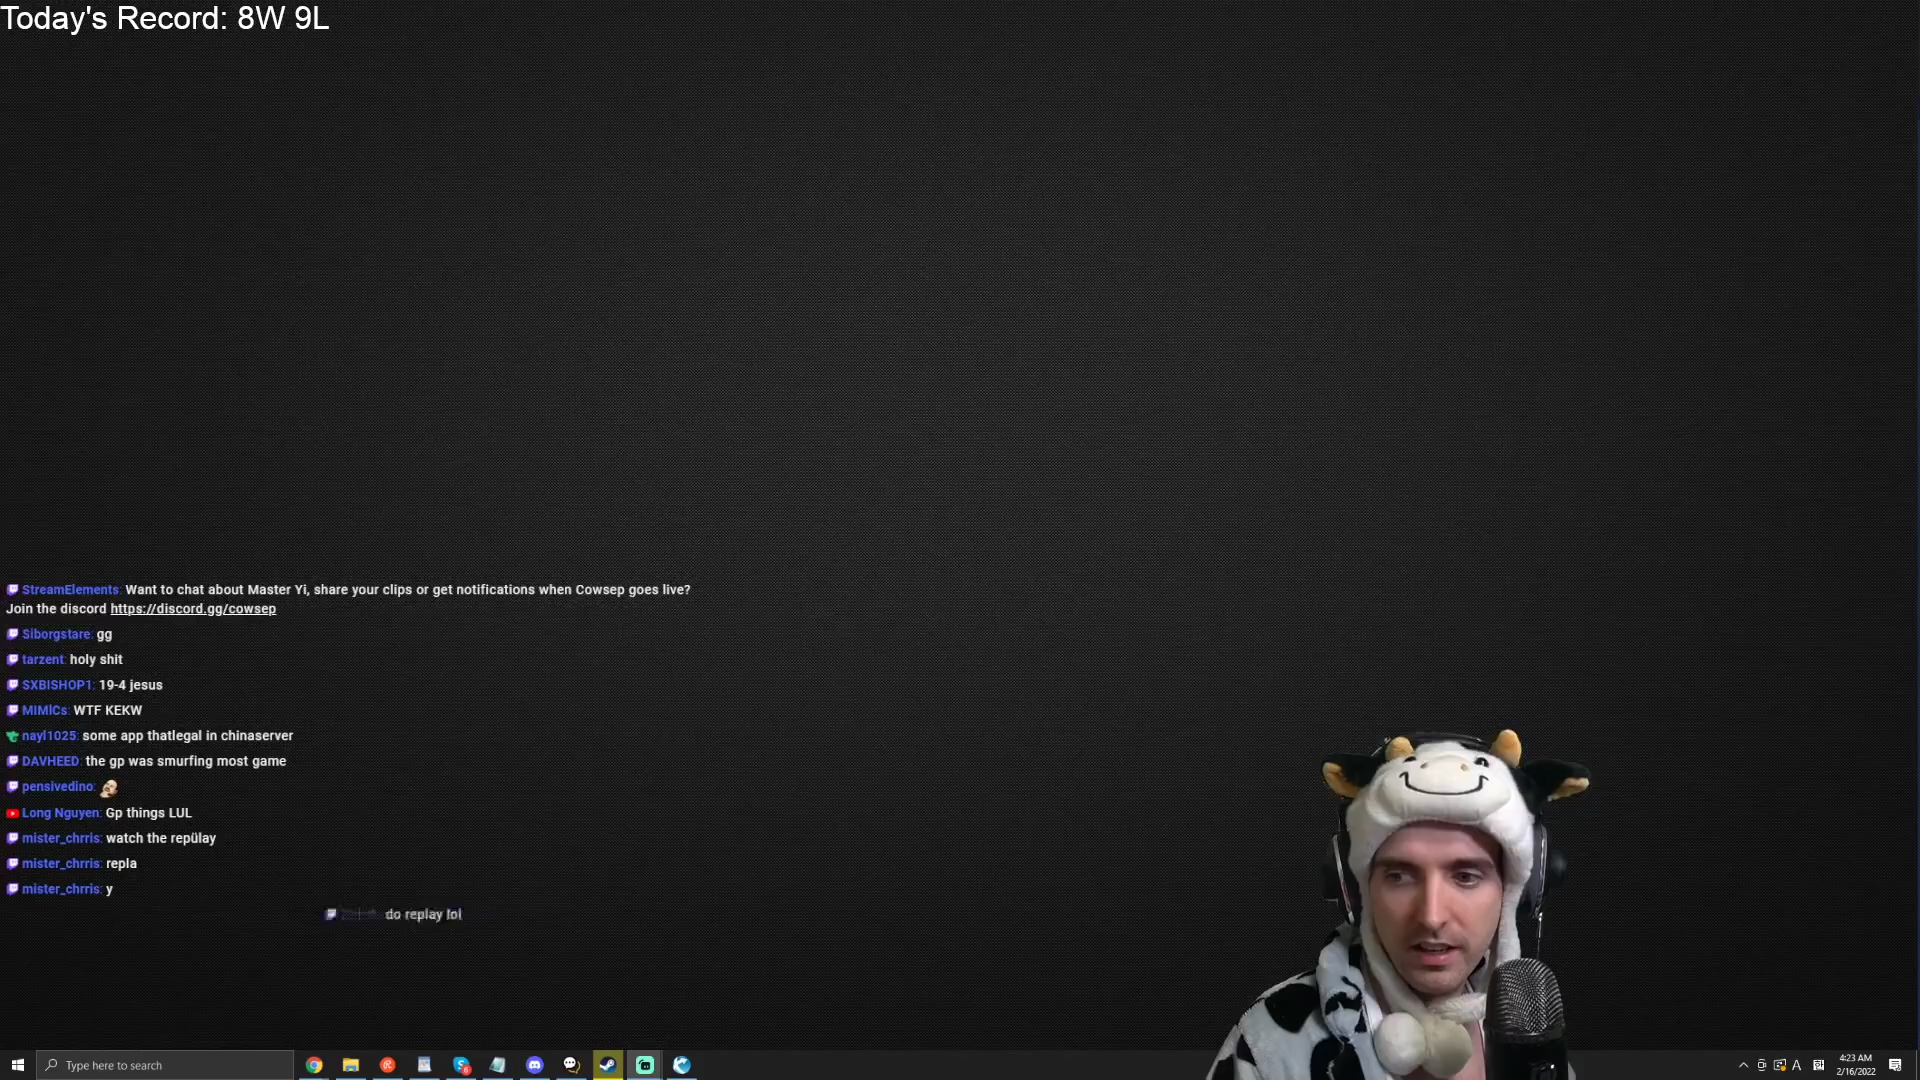 Today's Record: 8W 9L
StreamElements: Want to chat about Master Yi, share your clips or get notifications when Cowsep goes live?
Join the discord https://discord.gg/cowsep
Siborgstare: gg
tarzent: holy shit
SXBISHOP1: 19-4 jesus
MIMlCs: WTF KEKW
nayl1025: some app thatlegal in chinaserver
DAVHEED: the gp was smurfing most game
pensivedino:
Long Nguyen: Gp things LUL
mister_chrris: watch the repülay
mister_chrris: repla
mister_chrris: y
do replay lol
Type here to search
6
A
4:23 AM
2/16/2022